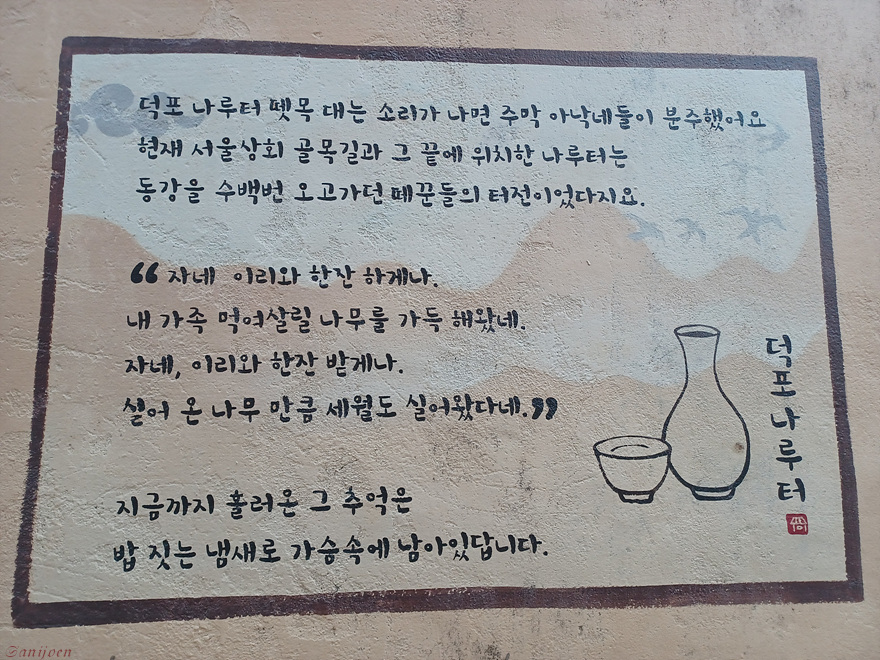 덕포 나루터 뗏목 대는 소리가 나면 주막 아낙네들이 분주했어요
현재 서울상회 골목길과 그 끝에 위치한 나루터는
동강을 수백번 오고가던 떼꾼들의 터전이었다지요.
“ 자네 이리와 한잔 하게나.
내 가족 먹여살릴 나무를 가득 해왔네.
자네, 이리와 한잔 받게나.
실어 온 나무 만큼 세월도 실어왔다네.”
덕포나루터
지금까지 흘러온 그 추억은
밥 짓는 냄새로 가슴속에 남아있답니다.
Sanijoen